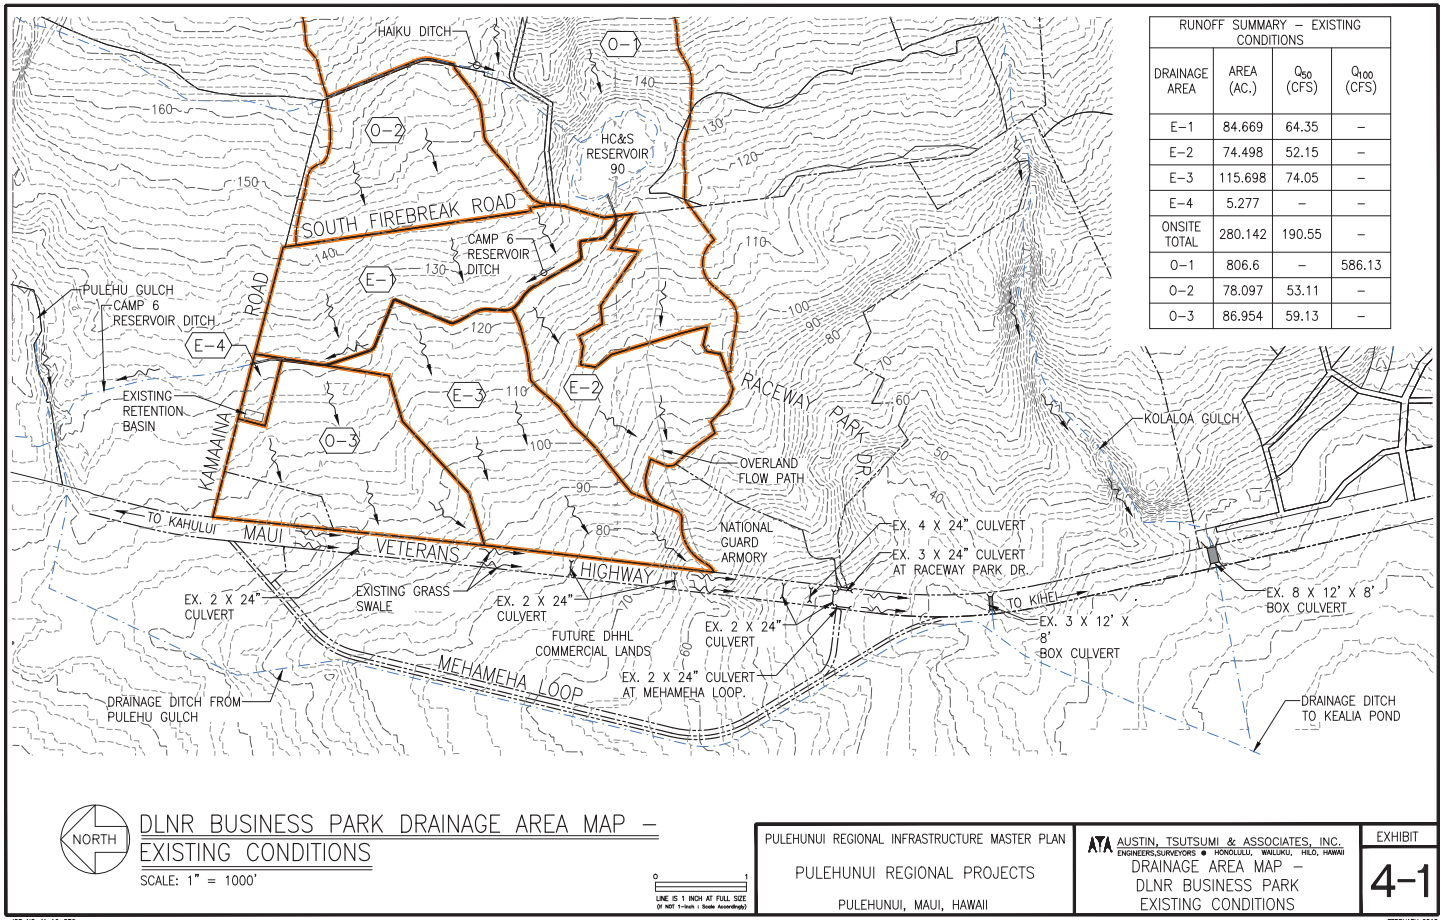 HAIKU DITCH
O-1
140
160
O-2
HC&S
RESERVOIR
90
130
120
150
SOUTH FIREBREAK ROAD
CAMP 6
RESERVOIR
DITCH
110
140
130
PULEHU GULCH
CAMP 6
RESERVOIR DITCH
ROAD
E-1
100
90
80
120
E-4
70
EXISTING
RETENTION
BASIN
E-3
110
E-2
RACEWAY PARK DR.
60
KOLALOA GULCH
KAMAAINA
O-3
100
50
OVERLAND
FLOW PATH
90
40
TO KAHULUI
MAUI VETERANS HIGHWAY
80
NATIONAL
GUARD
ARMORY
EX. 4 X 24" CULVERT
EX. 3 X 24" CULVERT
AT RACEWAY PARK DR.
EX. 2 X 24"
CULVERT
EXISTING GRASS
SWALE
EX. 2 X 24"
CULVERT
70
TO KIHEI
EX. 8 X 12' X 8'
BOX CULVERT
FUTURE DHHL
COMMERCIAL LANDS
60
EX. 2 X 24"
CULVERT
EX. 3 X 12' X
8'
BOX CULVERT
MEHAMEHA LOOP
EX. 2 X 24" CULVERT
AT MEHAMEHA LOOP.
DRAINAGE DITCH FROM
PULEHU GULCH
DRAINAGE DITCH
TO KEALIA POND
RUNOFF SUMMARY – EXISTING
CONDITIONS
DRAINAGE AREA | AREA (AC.) | Q50 (CFS) | Q100 (CFS)
E-1 84.669 64.35 –
E-2 74.498 52.15 –
E-3 115.698 74.05 –
E-4 5.277 – –
ONSITE TOTAL 280.142 190.55 –
O-1 806.6 – 586.13
O-2 78.097 53.11 –
O-3 86.954 59.13 –
NORTH
DLNR BUSINESS PARK DRAINAGE AREA MAP –
EXISTING CONDITIONS
SCALE: 1" = 1000'
0 1
LINE IS 1 INCH AT FULL SIZE
(IF NOT 1-inch : Scale Accordingly)
PULEHUNUI REGIONAL INFRASTRUCTURE MASTER PLAN
PULEHUNUI REGIONAL PROJECTS
PULEHUNUI, MAUI, HAWAII
ATA AUSTIN, TSUTSUMI & ASSOCIATES, INC.
ENGINEERS, SURVEYORS ● HONOLULU, WAILUKU, HILO, HAWAII
DRAINAGE AREA MAP –
DLNR BUSINESS PARK
EXISTING CONDITIONS
EXHIBIT
4-1